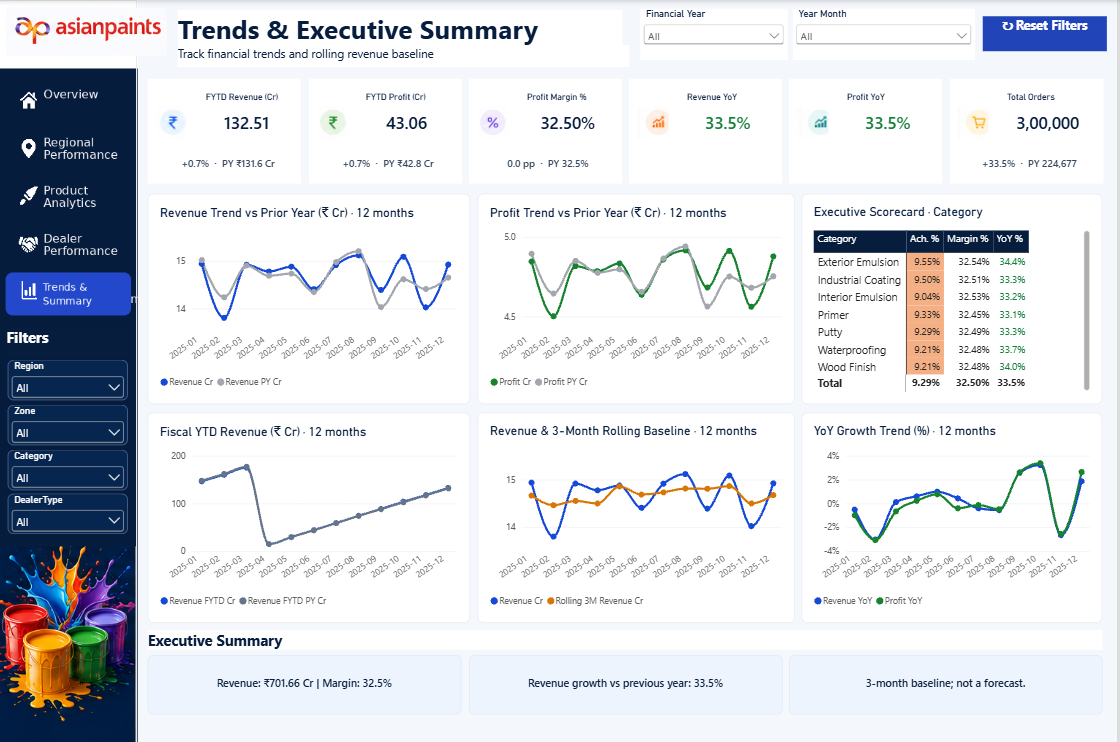 asianpaints
Trends & Executive Summary
Track financial trends and rolling revenue baseline
Financial Year
All
Year Month
All
↻ Reset Filters
Overview
Regional
Performance
Product
Analytics
Dealer
Performance
Trends &
Summary
Filters
Region
All
Zone
All
Category
All
DealerType
All
FYTD Revenue (Cr)
₹
132.51
+0.7% · PY ₹131.6 Cr
FYTD Profit (Cr)
₹
43.06
+0.7% · PY ₹42.8 Cr
Profit Margin %
%
32.50%
0.0 pp · PY 32.5%
Revenue YoY
33.5%
Profit YoY
33.5%
Total Orders
3,00,000
+33.5% · PY 224,677
Revenue Trend vs Prior Year (₹ Cr) · 12 months
15
14
2025-01 2025-02 2025-03 2025-04 2025-05 2025-06 2025-07 2025-08 2025-09 2025-10 2025-11 2025-12
Revenue Cr Revenue PY Cr
Profit Trend vs Prior Year (₹ Cr) · 12 months
5.0
4.5
2025-01 2025-02 2025-03 2025-04 2025-05 2025-06 2025-07 2025-08 2025-09 2025-10 2025-11 2025-12
Profit Cr Profit PY Cr
Executive Scorecard · Category
Category Ach. % Margin % YoY %
Exterior Emulsion 9.55% 32.54% 34.4%
Industrial Coating 9.50% 32.51% 33.3%
Interior Emulsion 9.04% 32.53% 33.2%
Primer 9.33% 32.45% 33.1%
Putty 9.29% 32.49% 33.3%
Waterproofing 9.21% 32.48% 33.7%
Wood Finish 9.21% 32.48% 34.0%
Total 9.29% 32.50% 33.5%
Fiscal YTD Revenue (₹ Cr) · 12 months
200
100
0
2025-01 2025-02 2025-03 2025-04 2025-05 2025-06 2025-07 2025-08 2025-09 2025-10 2025-11 2025-12
Revenue FYTD Cr Revenue FYTD PY Cr
Revenue & 3-Month Rolling Baseline · 12 months
15
14
2025-01 2025-02 2025-03 2025-04 2025-05 2025-06 2025-07 2025-08 2025-09 2025-10 2025-11 2025-12
Revenue Cr Rolling 3M Revenue Cr
YoY Growth Trend (%) · 12 months
4%
2%
0%
-2%
-4%
2025-01 2025-02 2025-03 2025-04 2025-05 2025-06 2025-07 2025-08 2025-09 2025-10 2025-11 2025-12
Revenue YoY Profit YoY
Executive Summary
Revenue: ₹701.66 Cr | Margin: 32.5%
Revenue growth vs previous year: 33.5%
3-month baseline; not a forecast.